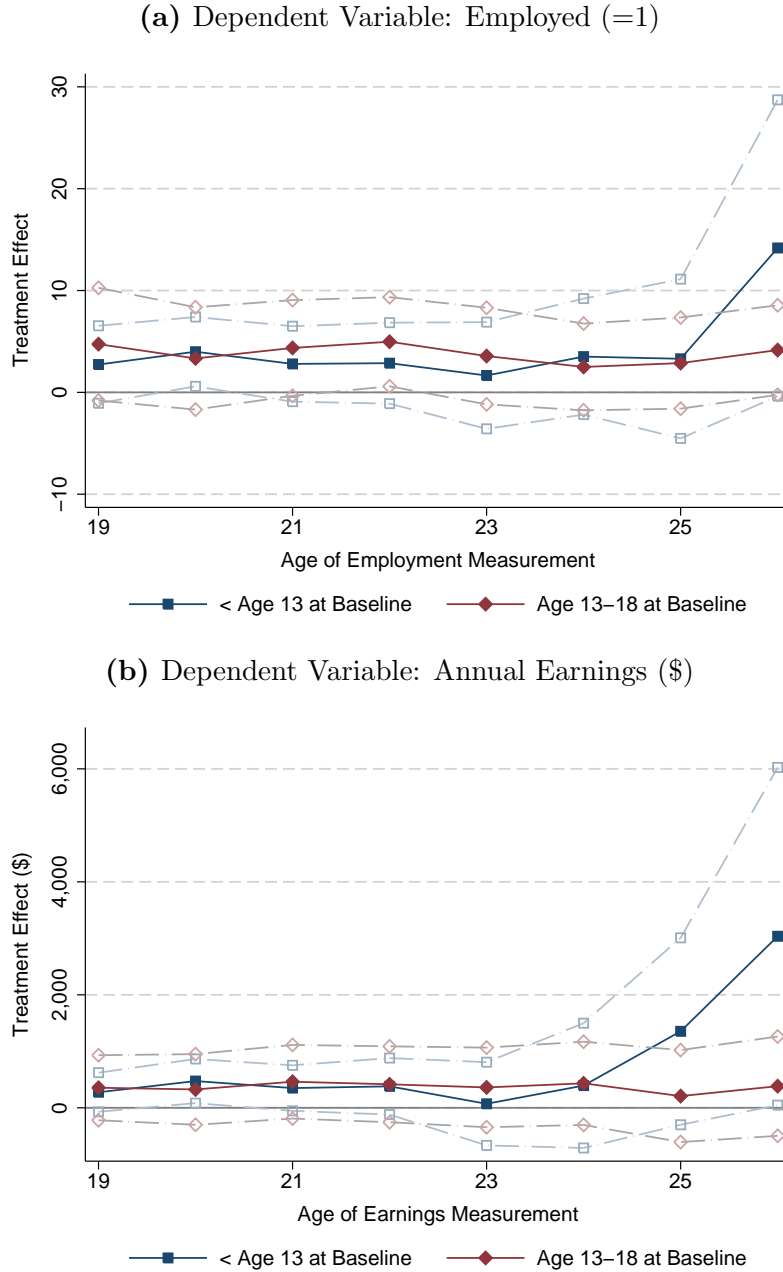 (a) Dependent Variable: Employed (=1)
30
20
10
0
−10
Treatment Effect
19 21 23 25
Age of Employment Measurement
< Age 13 at Baseline Age 13−18 at Baseline
(b) Dependent Variable: Annual Earnings ($)
6,000
4,000
2,000
0
Treatment Effect ($)
19 21 23 25
Age of Earnings Measurement
< Age 13 at Baseline Age 13−18 at Baseline